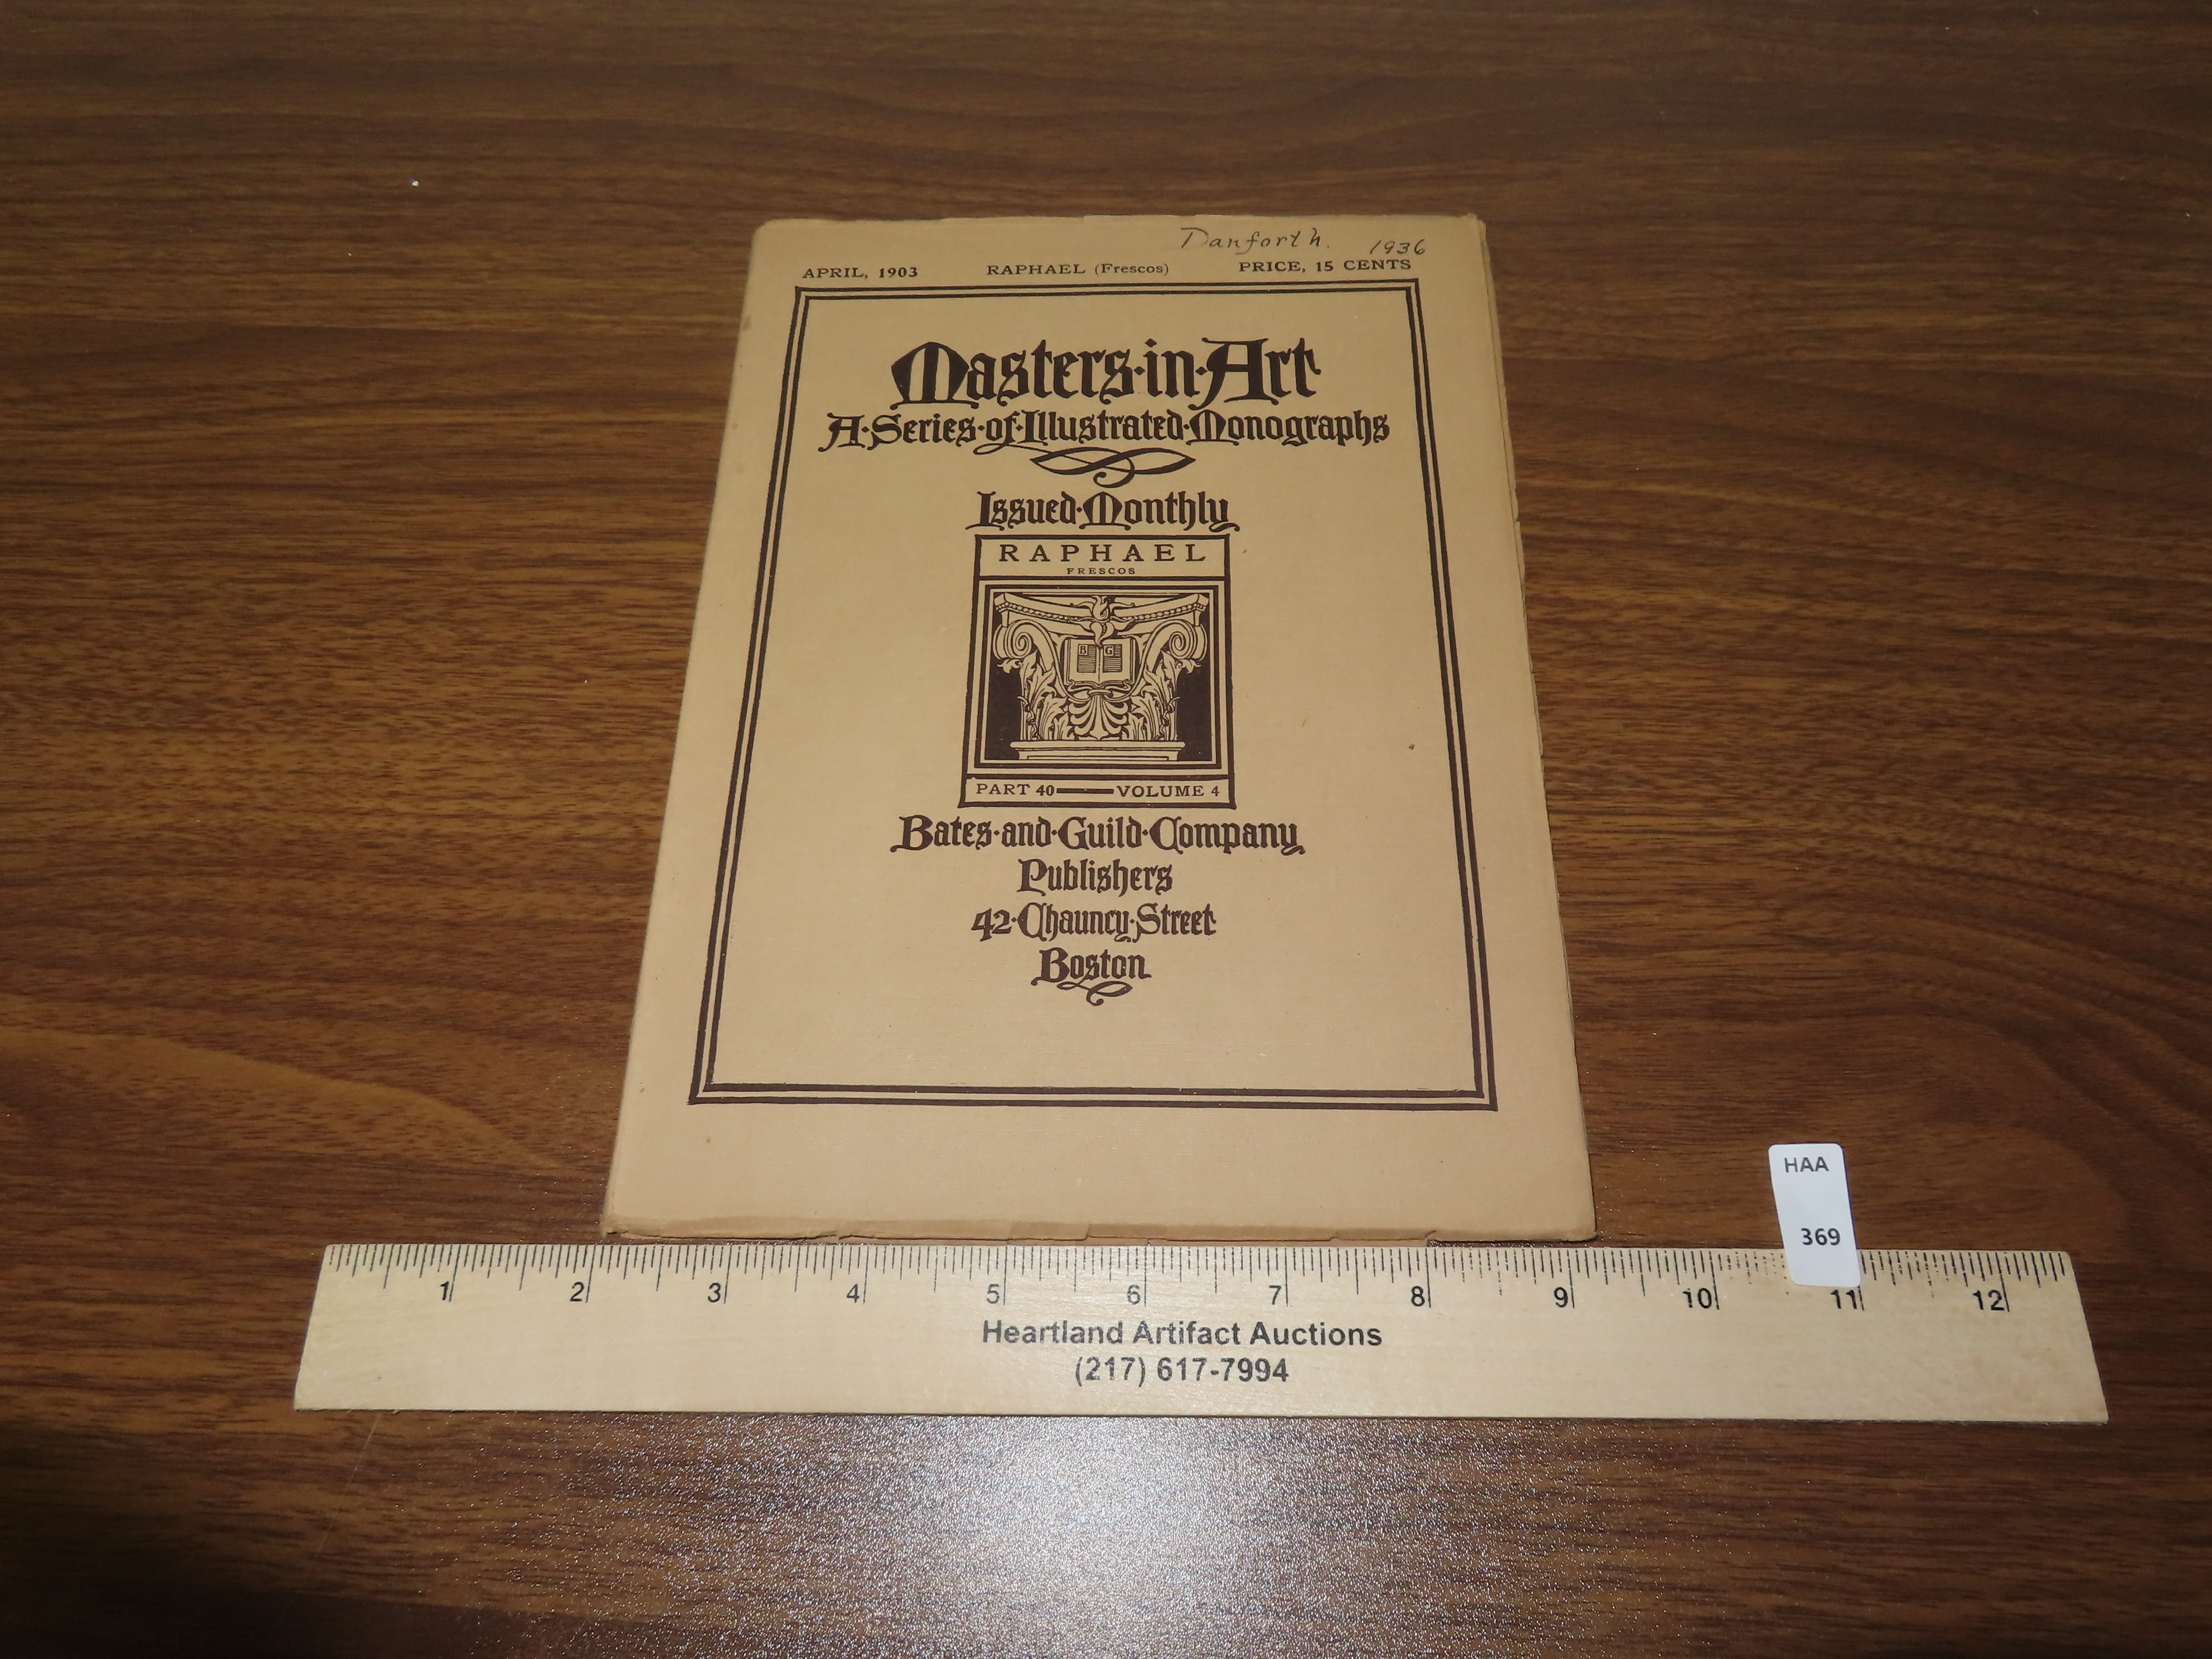 Danforth. 1936
APRIL, 1903 RAPHAEL (Frescos) PRICE, 15 CENTS
Masters·in·Art
A·Series·of·Illustrated·Monographs
Issued·Monthly
RAPHAEL
FRESCOS
B G
PART 40 VOLUME 4
Bates·and·Guild·Company
Publishers
42·Chauncy·Street
Boston
HAA
369
1 2 3 4 5 6 7 8 9 10 11 12
Heartland Artifact Auctions
(217) 617-7994